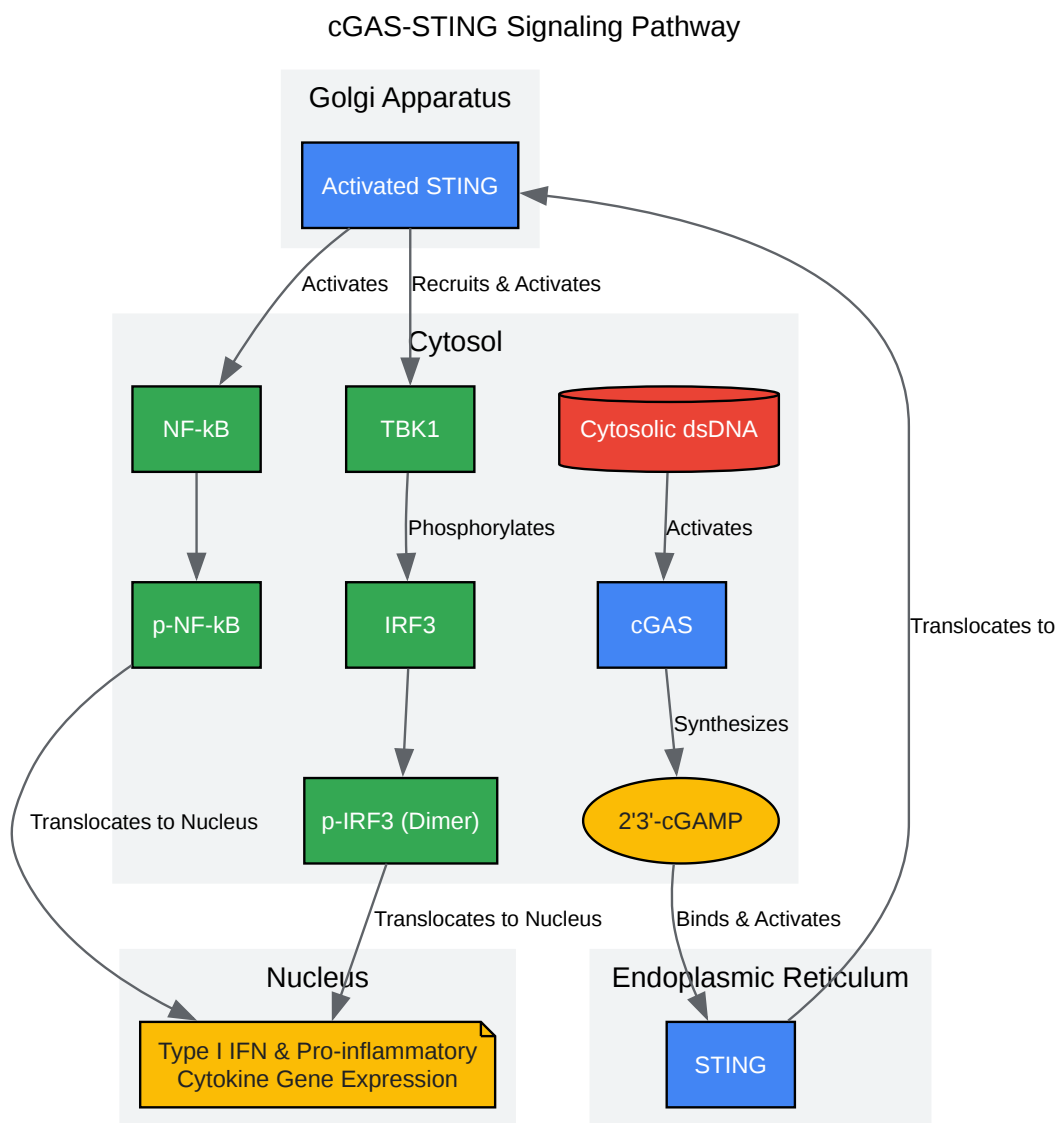 cGAS-STING Signaling Pathway
Golgi Apparatus
Activated STING
Activates
Recruits & Activates
Cytosol
NF-kB
TBK1
Cytosolic dsDNA
Phosphorylates
Activates
p-NF-kB
IRF3
cGAS
Translocates to
Synthesizes
Translocates to Nucleus
p-IRF3 (Dimer)
2'3'-cGAMP
Translocates to Nucleus
Binds & Activates
Nucleus
Endoplasmic Reticulum
Type I IFN & Pro-inflammatory
Cytokine Gene Expression
STING